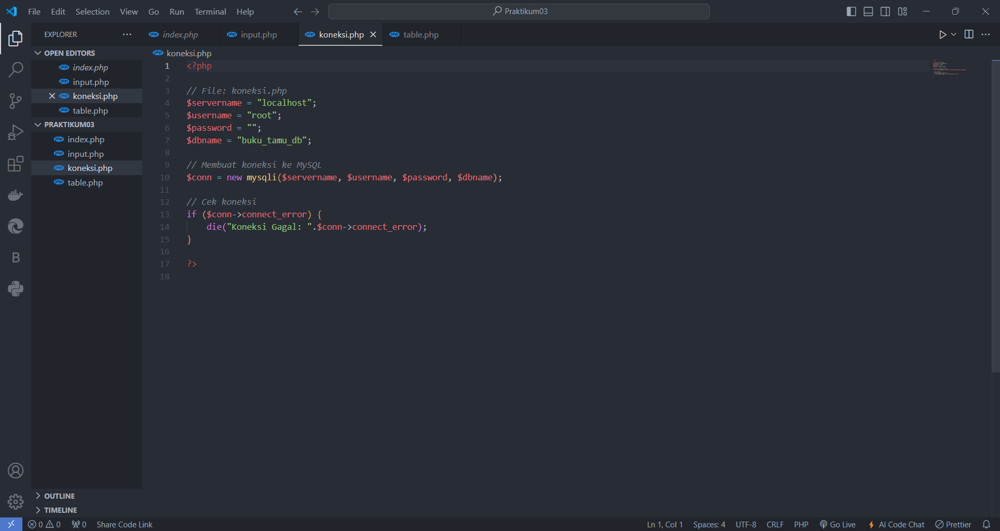 File Edit Selection View Go Run Terminal Help Praktikum03
EXPLORER
index.php input.php koneksi.php table.php
OPEN EDITORS
index.php
input.php
koneksi.php
table.php
PRAKTIKUM03
index.php
input.php
koneksi.php
table.php
OUTLINE
TIMELINE
koneksi.php
1 <?php
2
3 // File: koneksi.php
4 $servername = "localhost";
5 $username = "root";
6 $password = "";
7 $dbname = "buku_tamu_db";
8
9 // Membuat koneksi ke MySQL
10 $conn = new mysqli($servername, $username, $password, $dbname);
11
12 // Cek koneksi
13 if ($conn->connect_error) {
14     die("Koneksi Gagal: ".$conn->connect_error);
15 }
16
17 ?>
18
0 0 0 Share Code Link Ln 1, Col 1 Spaces: 4 UTF-8 CRLF PHP Go Live AI Code Chat Prettier